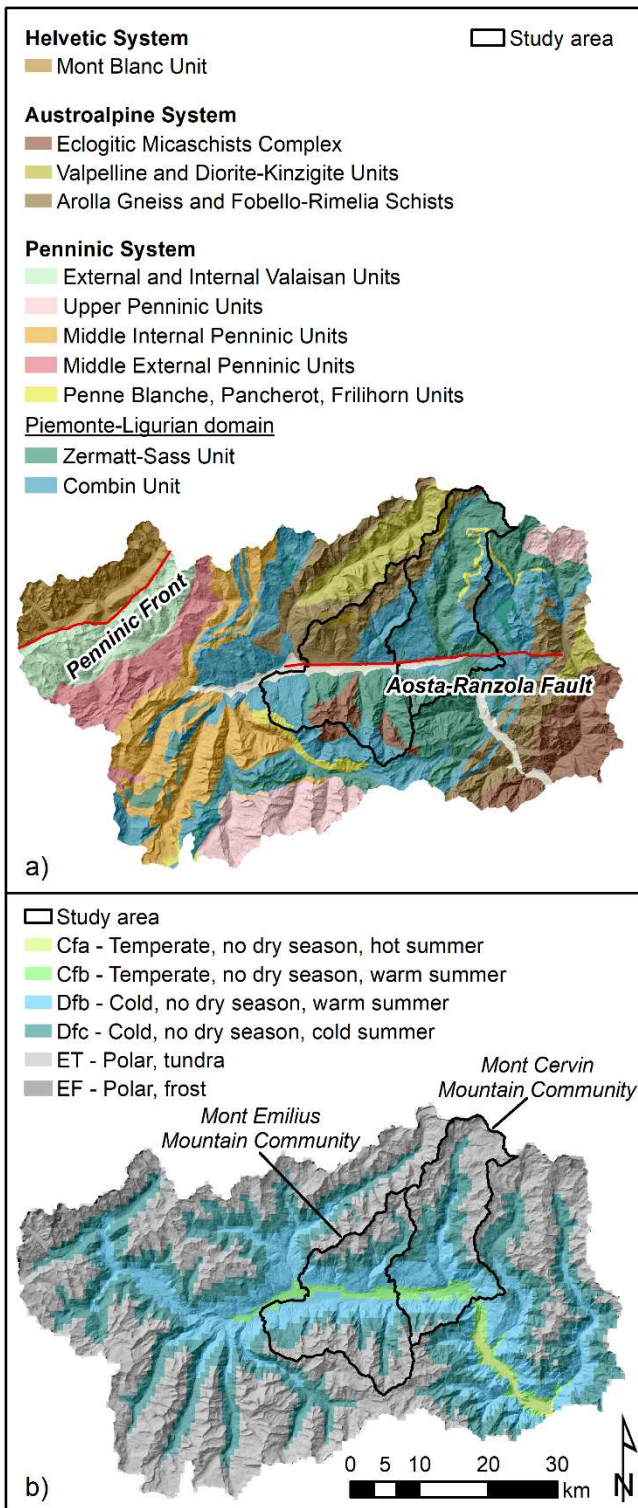 Helvetic System
Study area
Mont Blanc Unit
Austroalpine System
Eclogitic Micaschists Complex
Valpelline and Diorite-Kinzigite Units
Arolla Gneiss and Fobello-Rimelia Schists
Penninic System
External and Internal Valaisan Units
Upper Penninic Units
Middle Internal Penninic Units
Middle External Penninic Units
Penne Blanche, Pancherot, Frilihorn Units
Piemonte-Ligurian domain
Zermatt-Sass Unit
Combin Unit
Penninic Front
Aosta-Ranzola Fault
a)
Study area
Cfa - Temperate, no dry season, hot summer
Cfb - Temperate, no dry season, warm summer
Dfb - Cold, no dry season, warm summer
Dfc - Cold, no dry season, cold summer
ET - Polar, tundra
EF - Polar, frost
Mont Cervin
Mountain Community
Mont Emilius
Mountain Community
b)
0 5 10 20 30
km
N